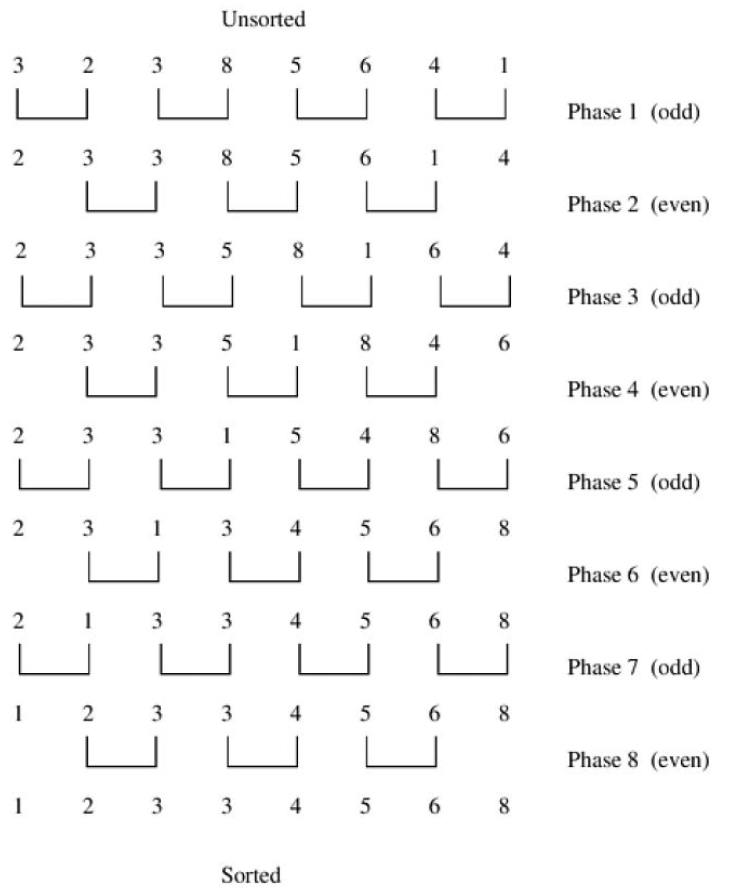 Unsorted
3 2 3 8 5 6 4 1
Phase 1 (odd)
2 3 3 8 5 6 1 4
Phase 2 (even)
2 3 3 5 8 1 6 4
Phase 3 (odd)
2 3 3 5 1 8 4 6
Phase 4 (even)
2 3 3 1 5 4 8 6
Phase 5 (odd)
2 3 1 3 4 5 6 8
Phase 6 (even)
2 1 3 3 4 5 6 8
Phase 7 (odd)
1 2 3 3 4 5 6 8
Phase 8 (even)
1 2 3 3 4 5 6 8
Sorted